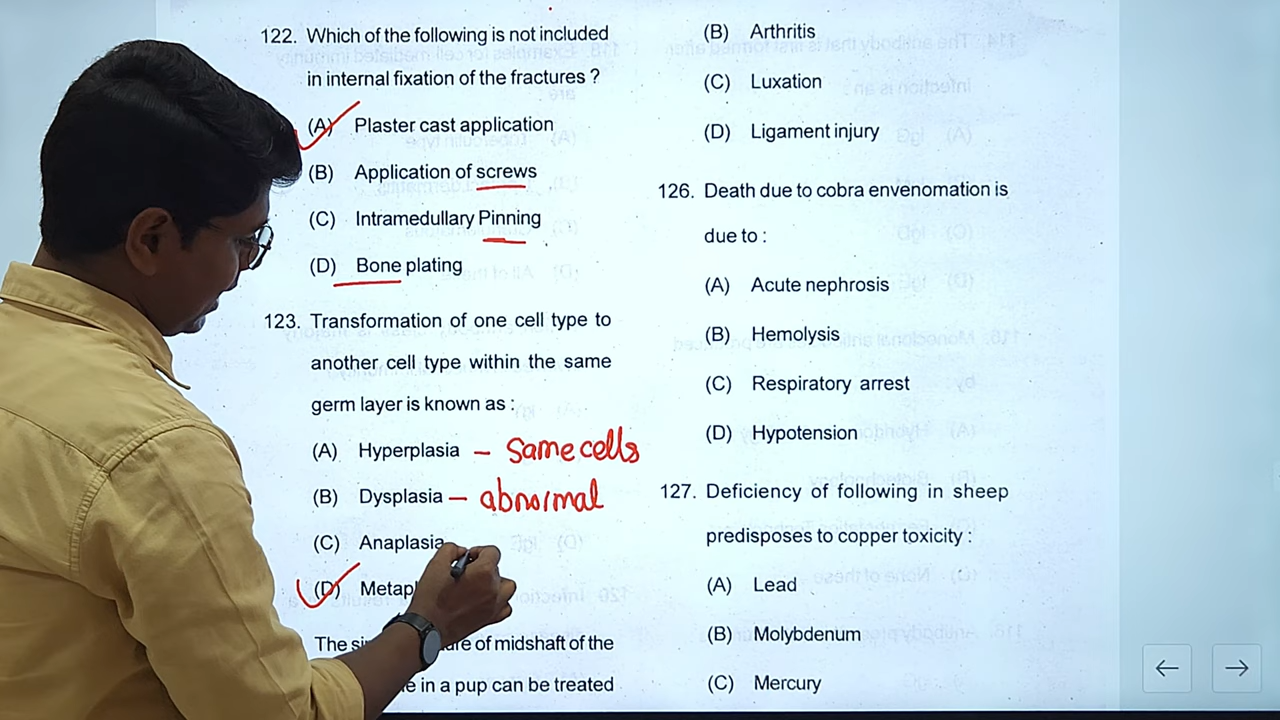 122. Which of the following is not included
in internal fixation of the fractures ?
(A) Plaster cast application
(B) Application of screws
(C) Intramedullary Pinning
(D) Bone plating
123. Transformation of one cell type to
another cell type within the same
germ layer is known as :
(A) Hyperplasia – Same cells
(B) Dysplasia – abnormal
(C) Anaplasia
(D)
The of midshaft of the
in a pup can be treated
(B) Arthritis
(C) Luxation
(D) Ligament injury
126. Death due to cobra envenomation is
due to :
(A) Acute nephrosis
(B) Hemolysis
(C) Respiratory arrest
(D) Hypotension
127. Deficiency of following in sheep
predisposes to copper toxicity :
(A) Lead
(B) Molybdenum
(C) Mercury